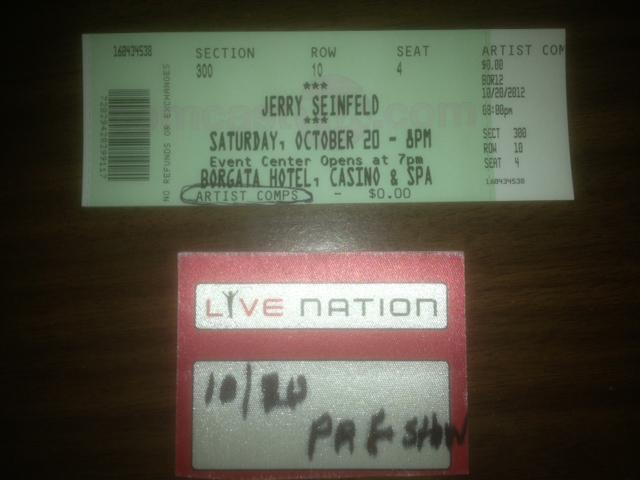 160434538 SECTION ROW SEAT ARTIST COM
300 10 4 $0.00
BOR12
*** 10/20/2012
JERRY SEINFELD 08:00pm
***
SATURDAY, OCTOBER 20 - 8PM SECT 300
Event Center Opens at 7pm ROW 10
BORGATA HOTEL, CASINO & SPA SEAT 4
ARTIST COMPS - $0.00 160434538
NO REFUNDS OR EXCHANGES
LIVE NATION
10/20
PRE SHOW